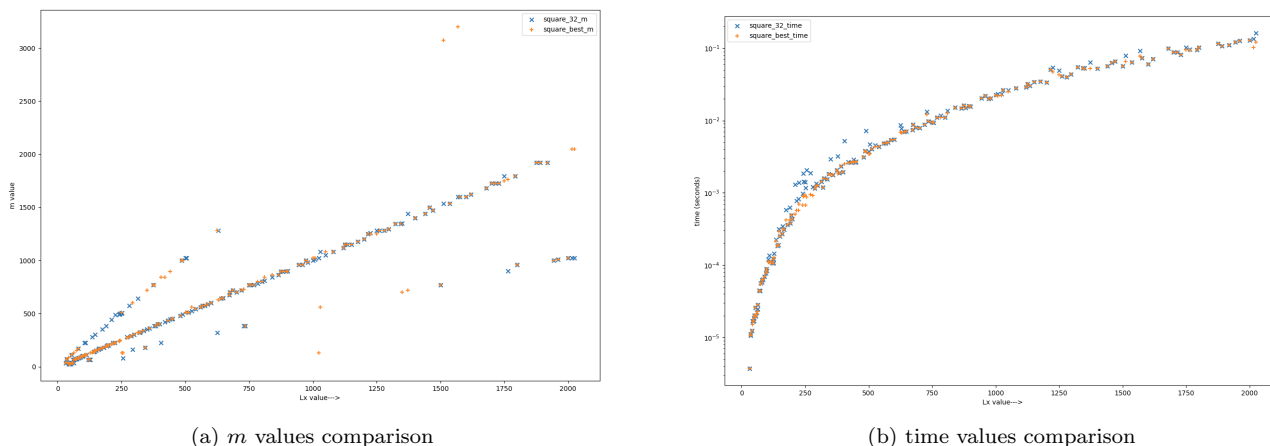 square_32_m
square_best_m
3000
2500
2000
1500
1000
500
0
m value
0 250 500 750 1000 1250 1500 1750 2000
Lx value--->
(a) m values comparison
square_32_time
square_best_time
10⁻¹
10⁻²
10⁻³
10⁻⁴
10⁻⁵
time (seconds)
0 250 500 750 1000 1250 1500 1750 2000
Lx value--->
(b) time values comparison